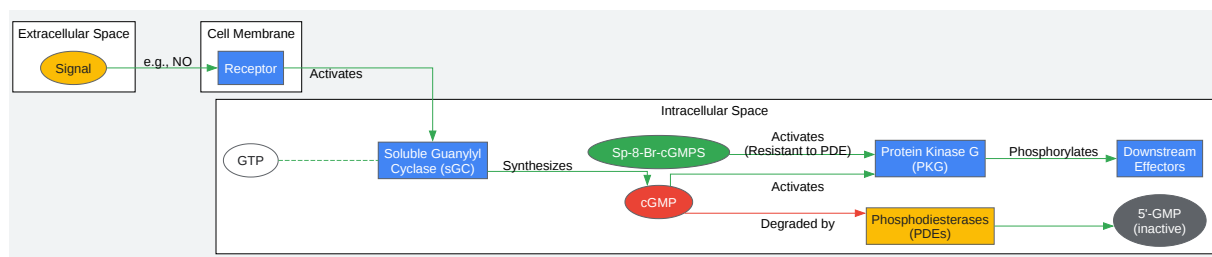 Extracellular Space
Signal
e.g., NO
Cell Membrane
Receptor
Activates
Intracellular Space
GTP
Soluble Guanylyl
Cyclase (sGC)
Synthesizes
Sp-8-Br-cGMPS
cGMP
Activates
(Resistant to PDE)
Activates
Degraded by
Protein Kinase G
(PKG)
Phosphorylates
Downstream
Effectors
Phosphodiesterases
(PDEs)
5'-GMP
(inactive)